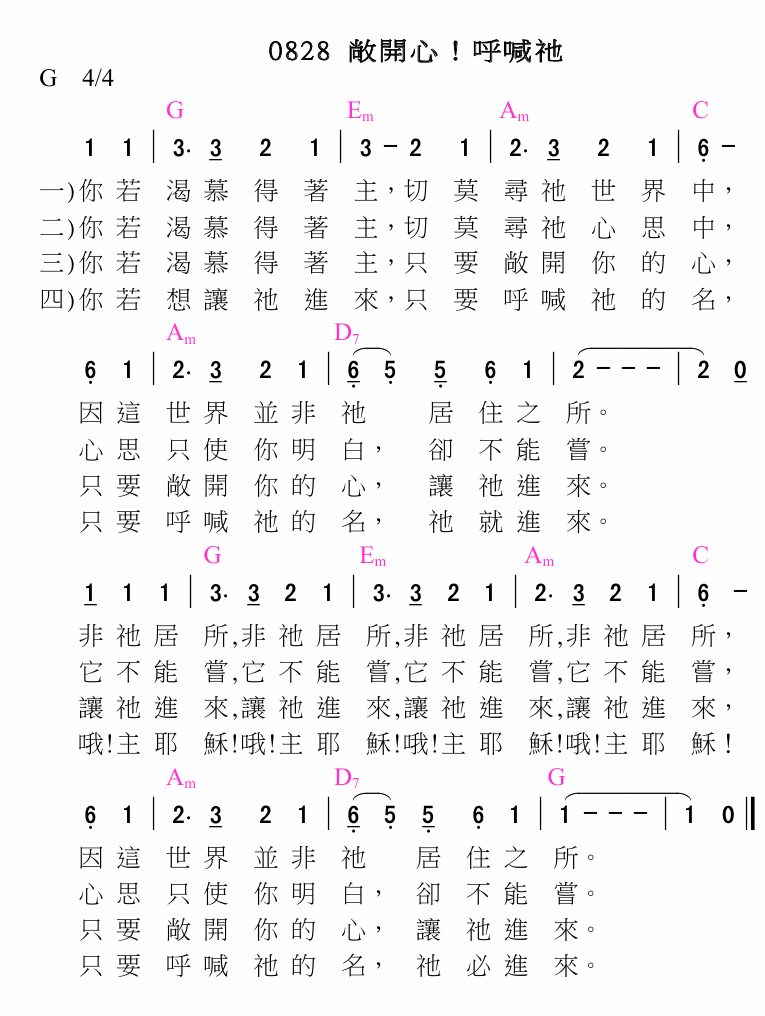 0828 敞開心！呼喊祂
G 4/4
G Em Am C
1 1 | 3. 3 2 1 | 3 - 2 1 | 2. 3 2 1 | 6 -
一)你若 渴慕得著 主，切莫 尋祂世界 中，
二)你若 渴慕得著 主，切莫 尋祂心思 中，
三)你若 渴慕得著 主，只要 敞開你的 心，
四)你若 想讓祂進 來，只要 呼喊祂的 名，
Am D7
6 1 | 2. 3 2 1 | 6 5 5 6 1 | 2 - - - | 2 0
因這 世界並非 祂 居住之 所。
心思 只使你明 白， 卻不能 嘗。
只要 敞開你的 心， 讓祂進 來。
只要 呼喊祂的 名， 祂就進 來。
G Em Am C
1 1 1 | 3. 3 2 1 | 3. 3 2 1 | 2. 3 2 1 | 6 -
非祂居 所,非祂居 所,非祂居 所,非祂居 所，
它不能 嘗,它不能 嘗,它不能 嘗,它不能 嘗，
讓祂進 來,讓祂進 來,讓祂進 來,讓祂進 來，
哦!主耶 穌!哦!主耶 穌!哦!主耶 穌!哦!主耶 穌！
Am D7 G
6 1 | 2. 3 2 1 | 6 5 5 6 1 | 1 - - - | 1 0 ||
因這 世界並非 祂 居住之 所。
心思 只使你明 白， 卻不能 嘗。
只要 敞開你的 心， 讓祂進 來。
只要 呼喊祂的 名， 祂必進 來。